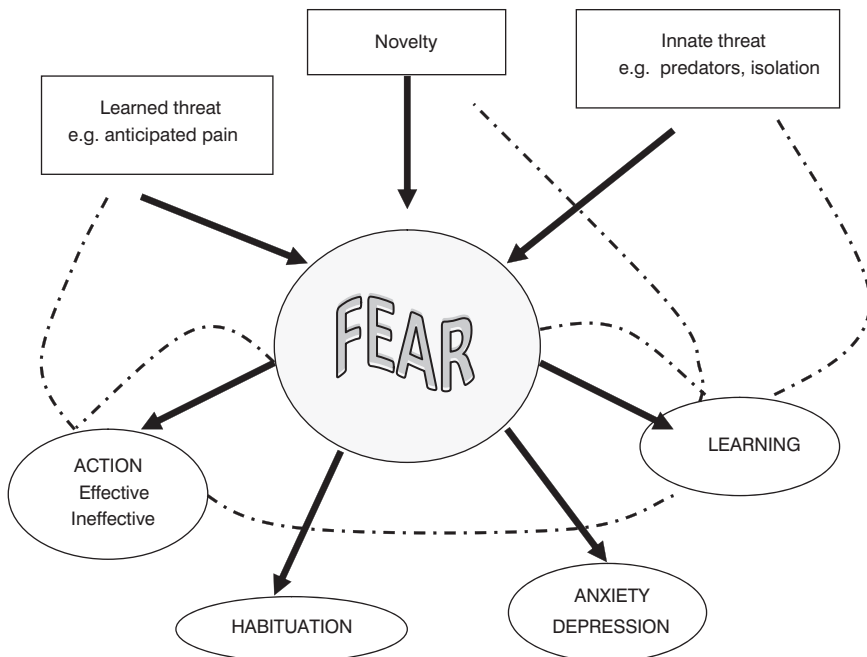 Novelty
Innate threat
e.g. predators, isolation
Learned threat
e.g. anticipated pain
FEAR
ACTION
Effective
Ineffective
LEARNING
HABITUATION
ANXIETY
DEPRESSION